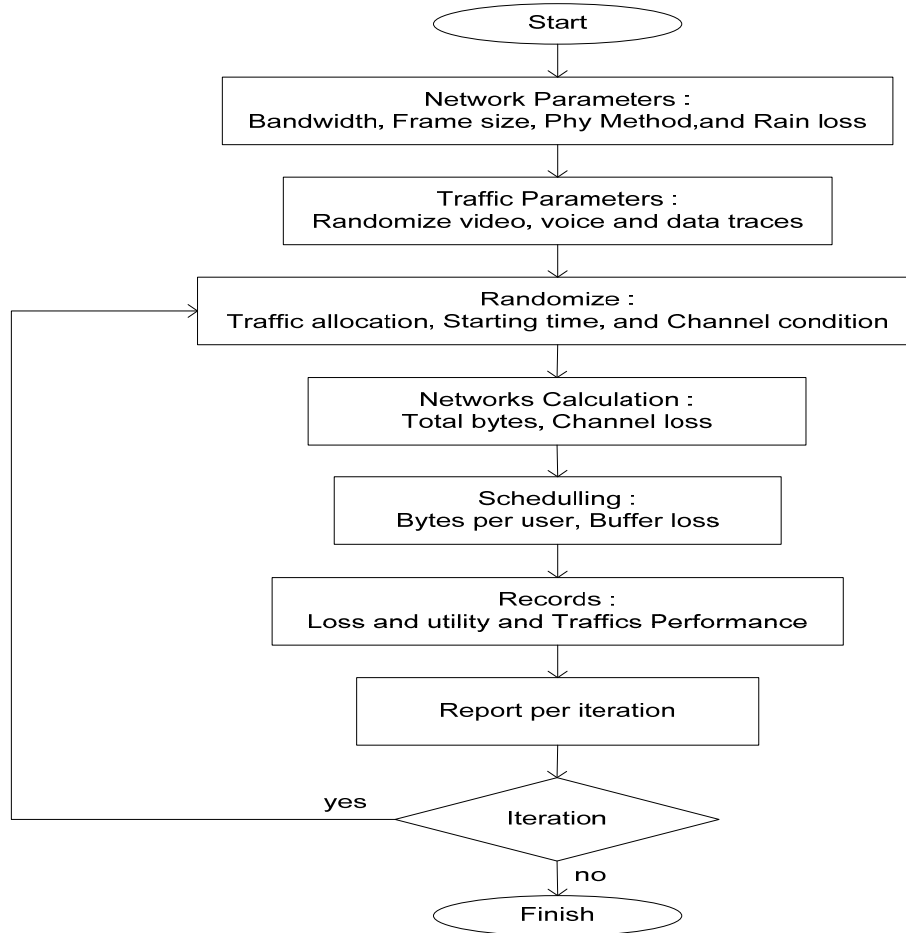 Start
Network Parameters :
Bandwidth, Frame size, Phy Method,and Rain loss
Traffic Parameters :
Randomize video, voice and data traces
Randomize :
Traffic allocation, Starting time, and Channel condition
Networks Calculation :
Total bytes, Channel loss
Schedulling :
Bytes per user, Buffer loss
Records :
Loss and utility and Traffics Performance
Report per iteration
yes
Iteration
no
Finish